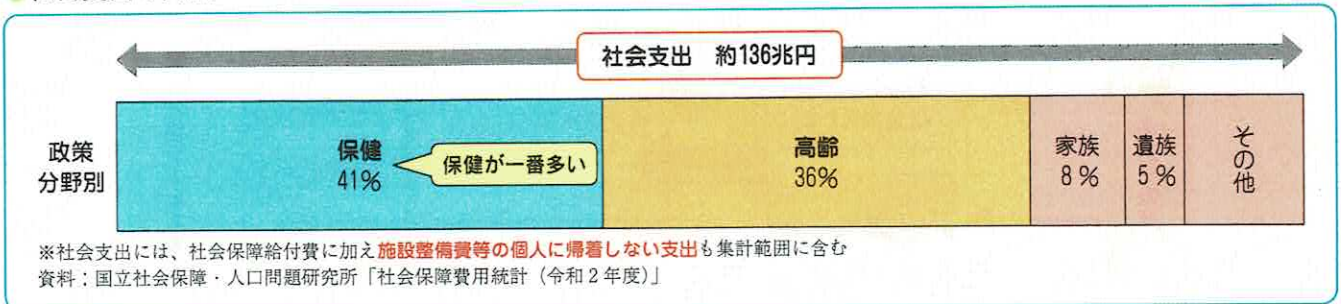 社会支出 約136兆円
政策
分野別
保健
41%
保健が一番多い
高齢
36%
家族
8%
遺族
5%
その他
※社会支出には、社会保障給付費に加え施設整備費等の個人に帰着しない支出も集計範囲に含む
資料:国立社会保障・人口問題研究所「社会保障費用統計(令和2年度)」